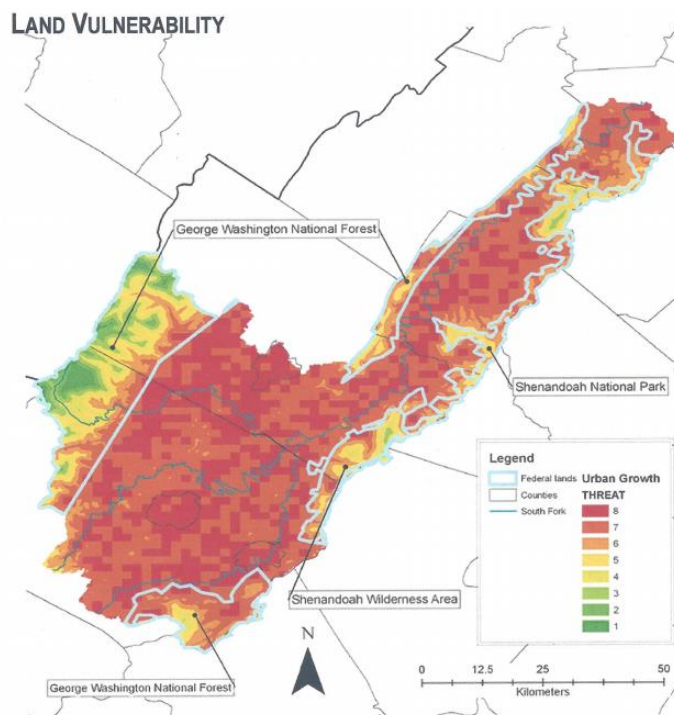 LAND VULNERABILITY
George Washington National Forest
Shenandoah National Park
Legend
Federal lands
Counties
South Fork
Urban Growth
THREAT
8
7
6
5
4
3
2
1
Shenandoah Wilderness Area
N
George Washington National Forest
0 12.5 25 50
Kilometers